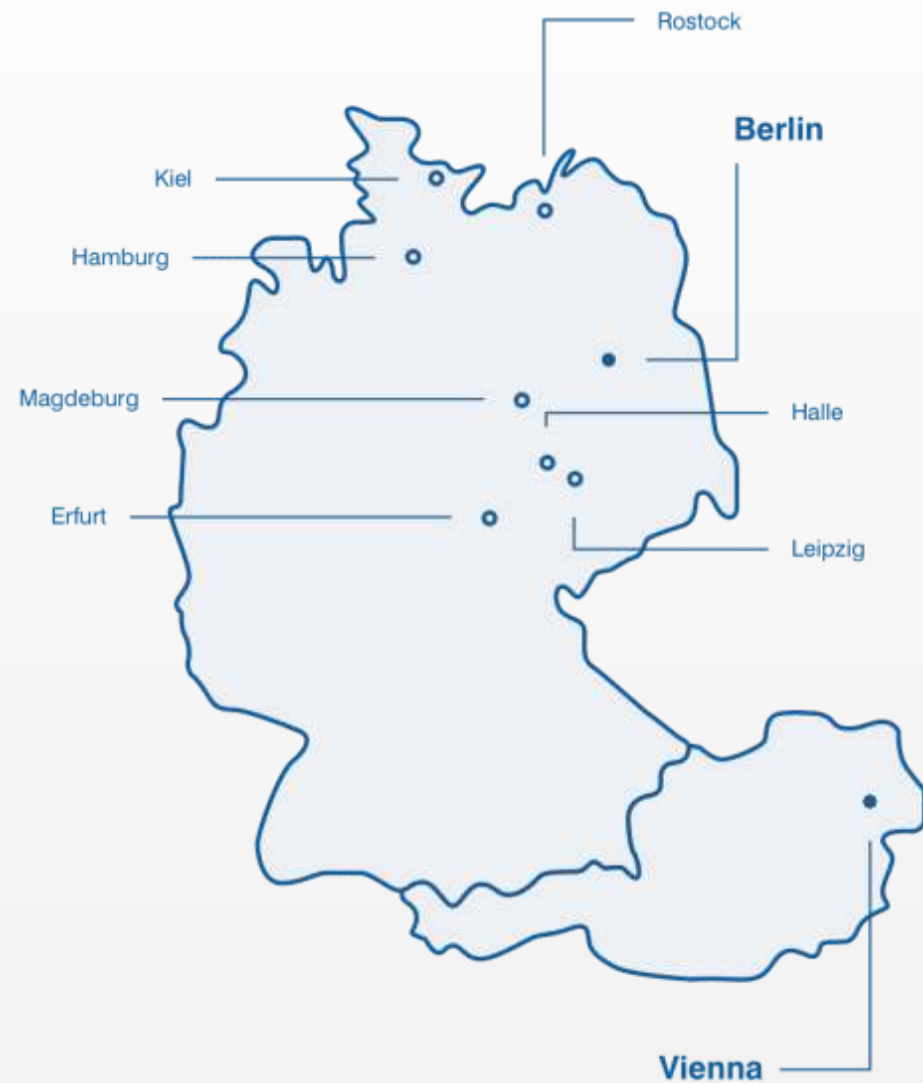 Rostock
Berlin
Kiel
Hamburg
Magdeburg
Halle
Erfurt
Leipzig
Vienna